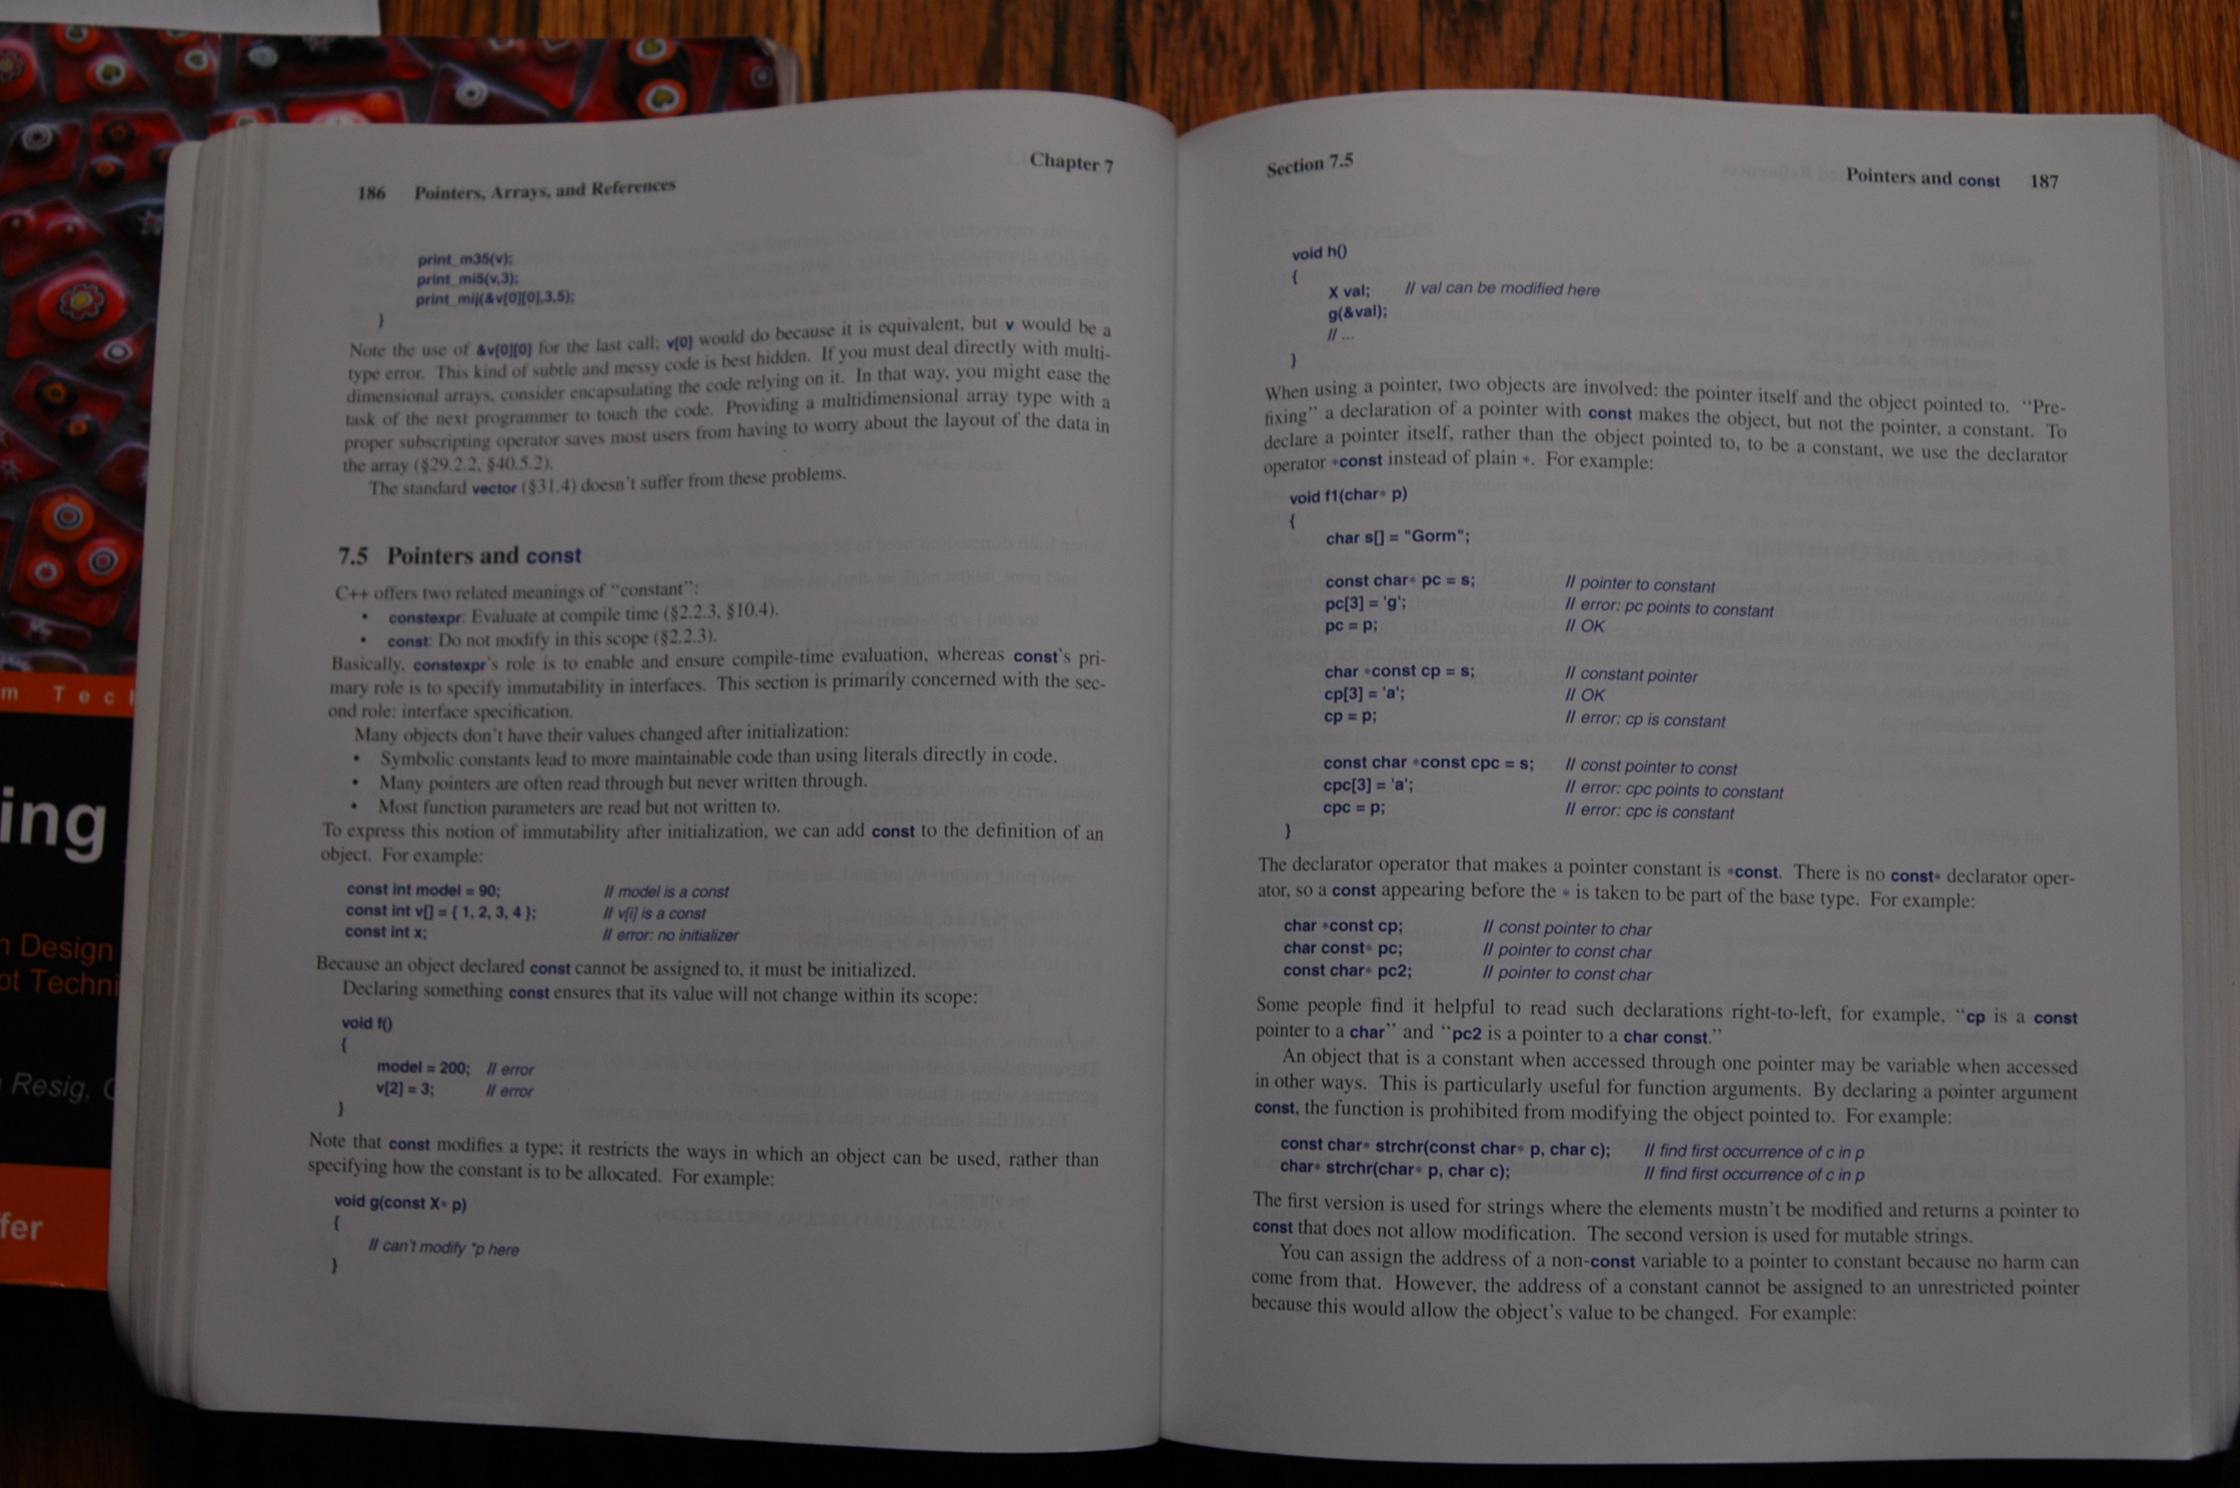 186 Pointers, Arrays, and References Chapter 7
print_m35(v);
print_mi5(v,3);
print_mij(&v[0][0],3,5);
}
Note the use of &v[0][0] for the last call; v[0] would do because it is equivalent, but v would be a
type error. This kind of subtle and messy code is best hidden. If you must deal directly with multi-
dimensional arrays, consider encapsulating the code relying on it. In that way, you might ease the
task of the next programmer to touch the code. Providing a multidimensional array type with a
proper subscripting operator saves most users from having to worry about the layout of the data in
the array (§29.2.2, §40.5.2).
The standard vector (§31.4) doesn't suffer from these problems.
7.5 Pointers and const
C++ offers two related meanings of "constant":
• constexpr: Evaluate at compile time (§2.2.3, §10.4).
• const: Do not modify in this scope (§2.2.3).
Basically, constexpr's role is to enable and ensure compile-time evaluation, whereas const's pri-
mary role is to specify immutability in interfaces. This section is primarily concerned with the sec-
ond role: interface specification.
Many objects don't have their values changed after initialization:
• Symbolic constants lead to more maintainable code than using literals directly in code.
• Many pointers are often read through but never written through.
• Most function parameters are read but not written to.
To express this notion of immutability after initialization, we can add const to the definition of an
object. For example:
const int model = 90; // model is a const
const int v[] = { 1, 2, 3, 4 }; // v[i] is a const
const int x; // error: no initializer
Because an object declared const cannot be assigned to, it must be initialized.
Declaring something const ensures that its value will not change within its scope:
void f()
{
model = 200; // error
v[2] = 3; // error
}
Note that const modifies a type; it restricts the ways in which an object can be used, rather than
specifying how the constant is to be allocated. For example:
void g(const X* p)
{
// can't modify *p here
}
Section 7.5 Pointers and const 187
void h()
{
X val; // val can be modified here
g(&val);
// ...
}
When using a pointer, two objects are involved: the pointer itself and the object pointed to. "Pre-
fixing" a declaration of a pointer with const makes the object, but not the pointer, a constant. To
declare a pointer itself, rather than the object pointed to, to be a constant, we use the declarator
operator *const instead of plain *. For example:
void f1(char* p)
{
char s[] = "Gorm";
const char* pc = s; // pointer to constant
pc[3] = 'g'; // error: pc points to constant
pc = p; // OK
char *const cp = s; // constant pointer
cp[3] = 'a'; // OK
cp = p; // error: cp is constant
const char *const cpc = s; // const pointer to const
cpc[3] = 'a'; // error: cpc points to constant
cpc = p; // error: cpc is constant
}
The declarator operator that makes a pointer constant is *const. There is no const* declarator oper-
ator, so a const appearing before the * is taken to be part of the base type. For example:
char *const cp; // const pointer to char
char const* pc; // pointer to const char
const char* pc2; // pointer to const char
Some people find it helpful to read such declarations right-to-left, for example, "cp is a const
pointer to a char" and "pc2 is a pointer to a char const."
An object that is a constant when accessed through one pointer may be variable when accessed
in other ways. This is particularly useful for function arguments. By declaring a pointer argument
const, the function is prohibited from modifying the object pointed to. For example:
const char* strchr(const char* p, char c); // find first occurrence of c in p
char* strchr(char* p, char c); // find first occurrence of c in p
The first version is used for strings where the elements mustn't be modified and returns a pointer to
const that does not allow modification. The second version is used for mutable strings.
You can assign the address of a non-const variable to a pointer to constant because no harm can
come from that. However, the address of a constant cannot be assigned to an unrestricted pointer
because this would allow the object's value to be changed. For example:
m Tec
ing
n Design
pt Techni
Resig,
fer